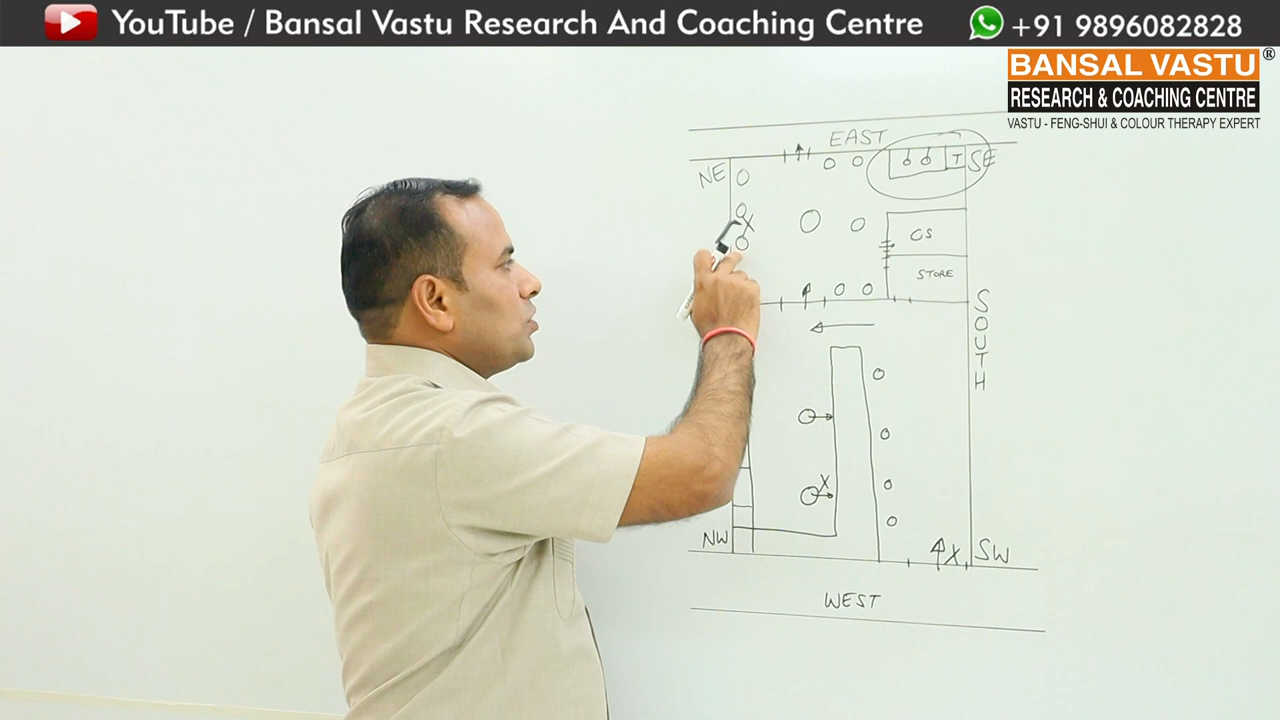 YouTube / Bansal Vastu Research And Coaching Centre
+91 9896082828
BANSAL VASTU®
RESEARCH & COACHING CENTRE
VASTU - FENG-SHUI & COLOUR THERAPY EXPERT
EAST
NE
T
SE
X
CS
STORE
SOUTH
X
NW
X
SW
WEST